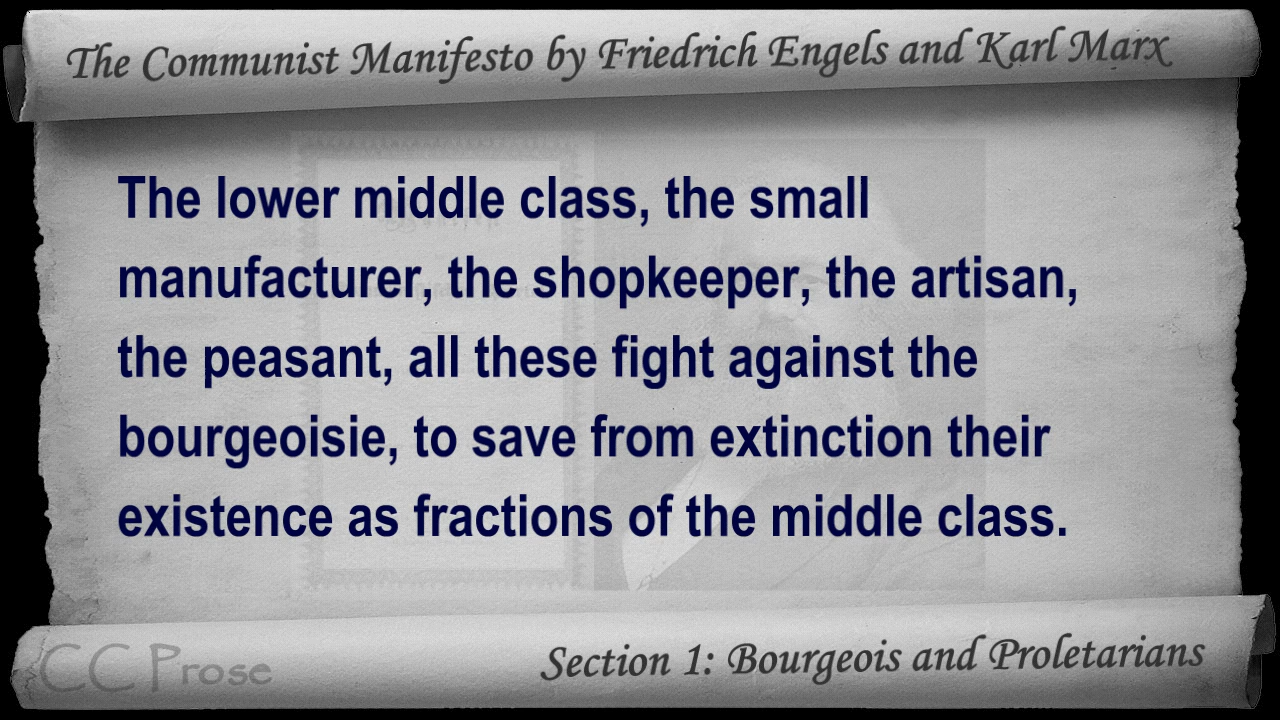 The Communist Manifesto by Friedrich Engels and Karl Marx
The lower middle class, the small
manufacturer, the shopkeeper, the artisan,
the peasant, all these fight against the
bourgeoisie, to save from extinction their
existence as fractions of the middle class.
CC Prose
Section 1: Bourgeois and Proletarians